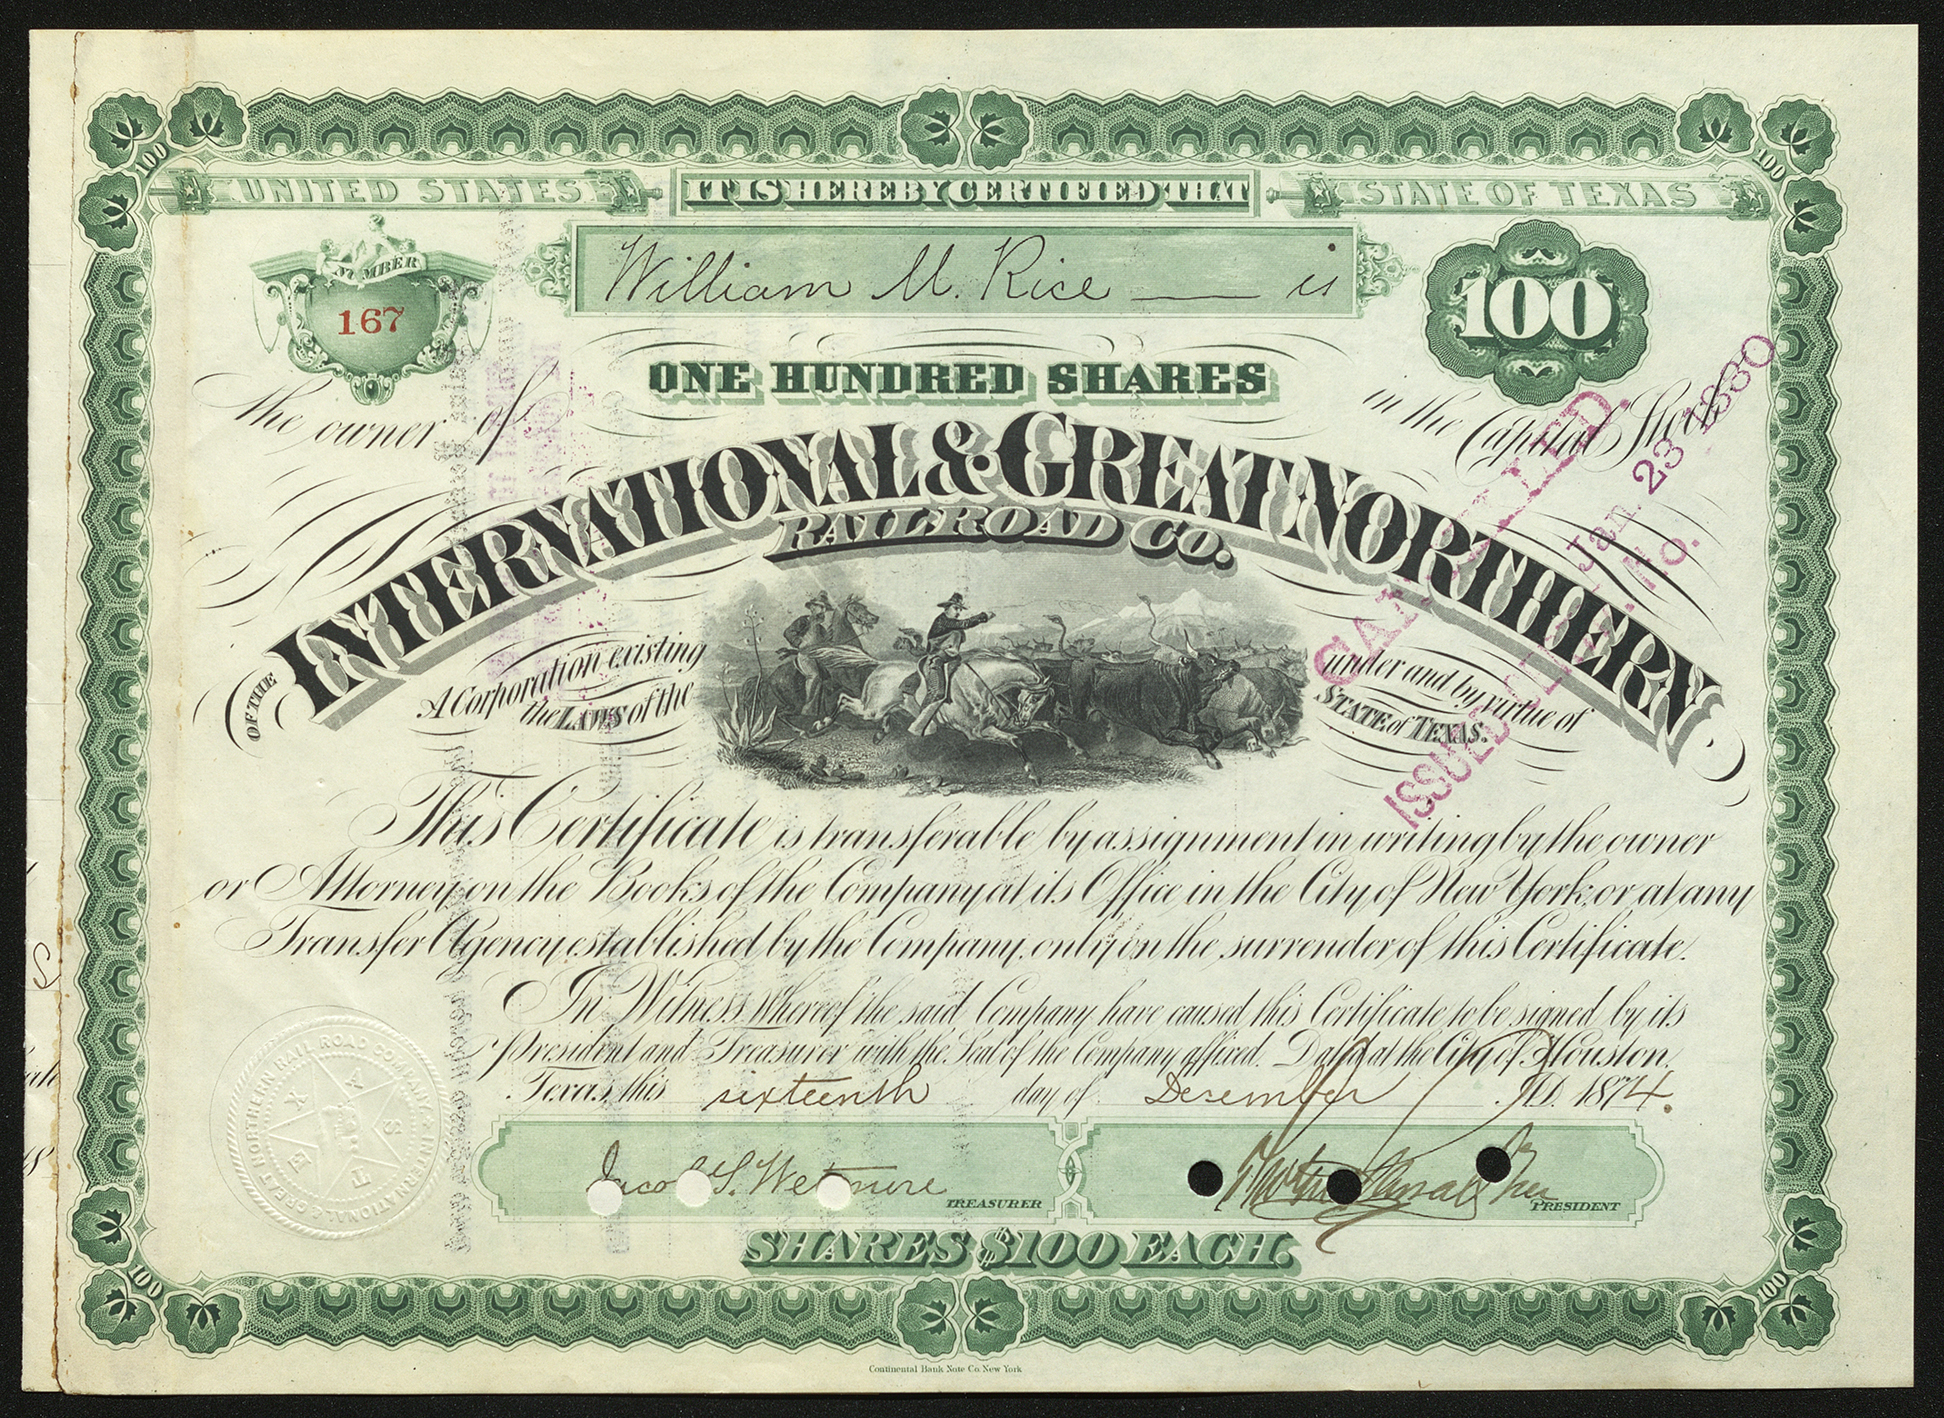 100 100
UNITED STATES IT IS HEREBY CERTIFIED THAT STATE OF TEXAS
NUMBER
167
William M. Rice is
100
ONE HUNDRED SHARES
the owner of in the Capital Stock
OF THE INTERNATIONAL & GREAT NORTHERN
RAILROAD CO.
A Corporation existing under and by virtue of
the LAWS of the STATE of TEXAS.
CANCELLED.
Jan. 23 1880
ISSUED No.
This Certificate is transferable by assignment in writing by the owner
or Attorney on the Books of the Company at its Office in the City of New York, or at any
Transfer Agency established by the Company, only on the surrender of this Certificate.
In Witness Whereof the said Company have caused this Certificate to be signed by its
President and Treasurer with the Seal of the Company affixed. Dated at the City of Houston,
Texas, this sixteenth day of Desember A.D. 1874.
INTERNATIONAL & GREAT NORTHERN RAIL ROAD COMPANY
TEXAS
Jacob S. Wetmore TREASURER
PRESIDENT
SHARES $100 EACH.
100 100
Continental Bank Note Co. New York